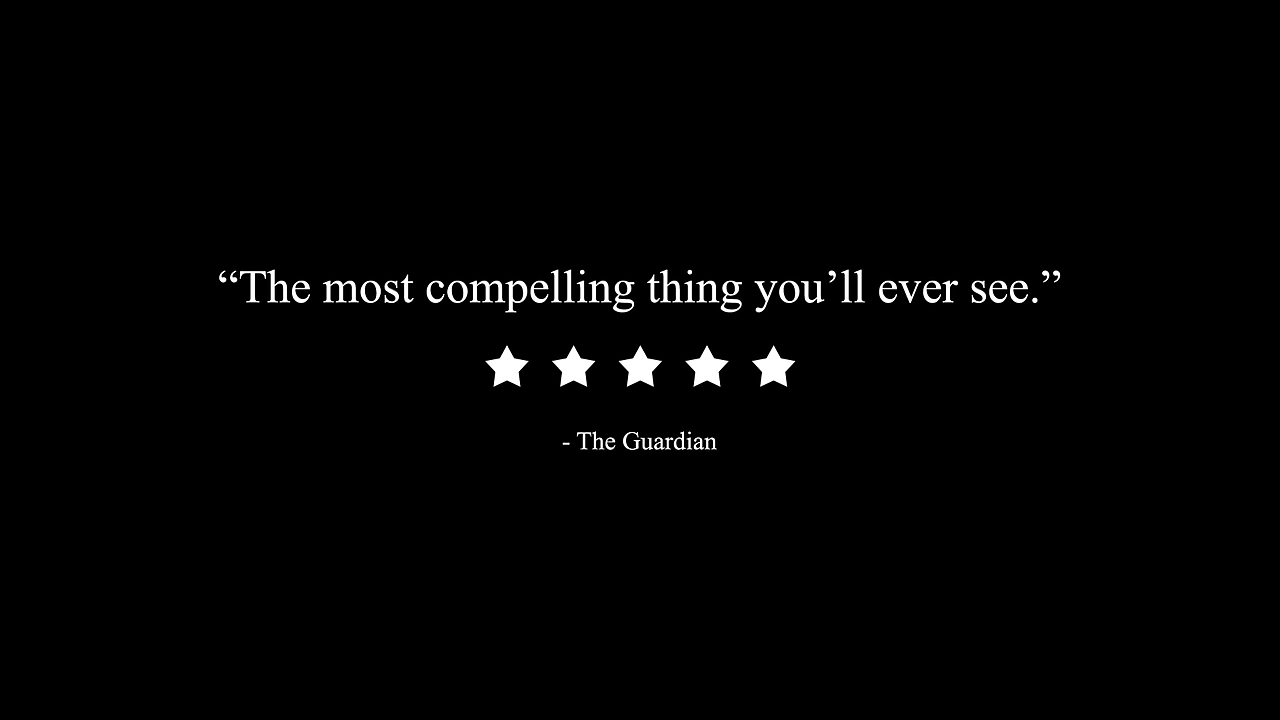 “The most compelling thing you’ll ever see.”
- The Guardian